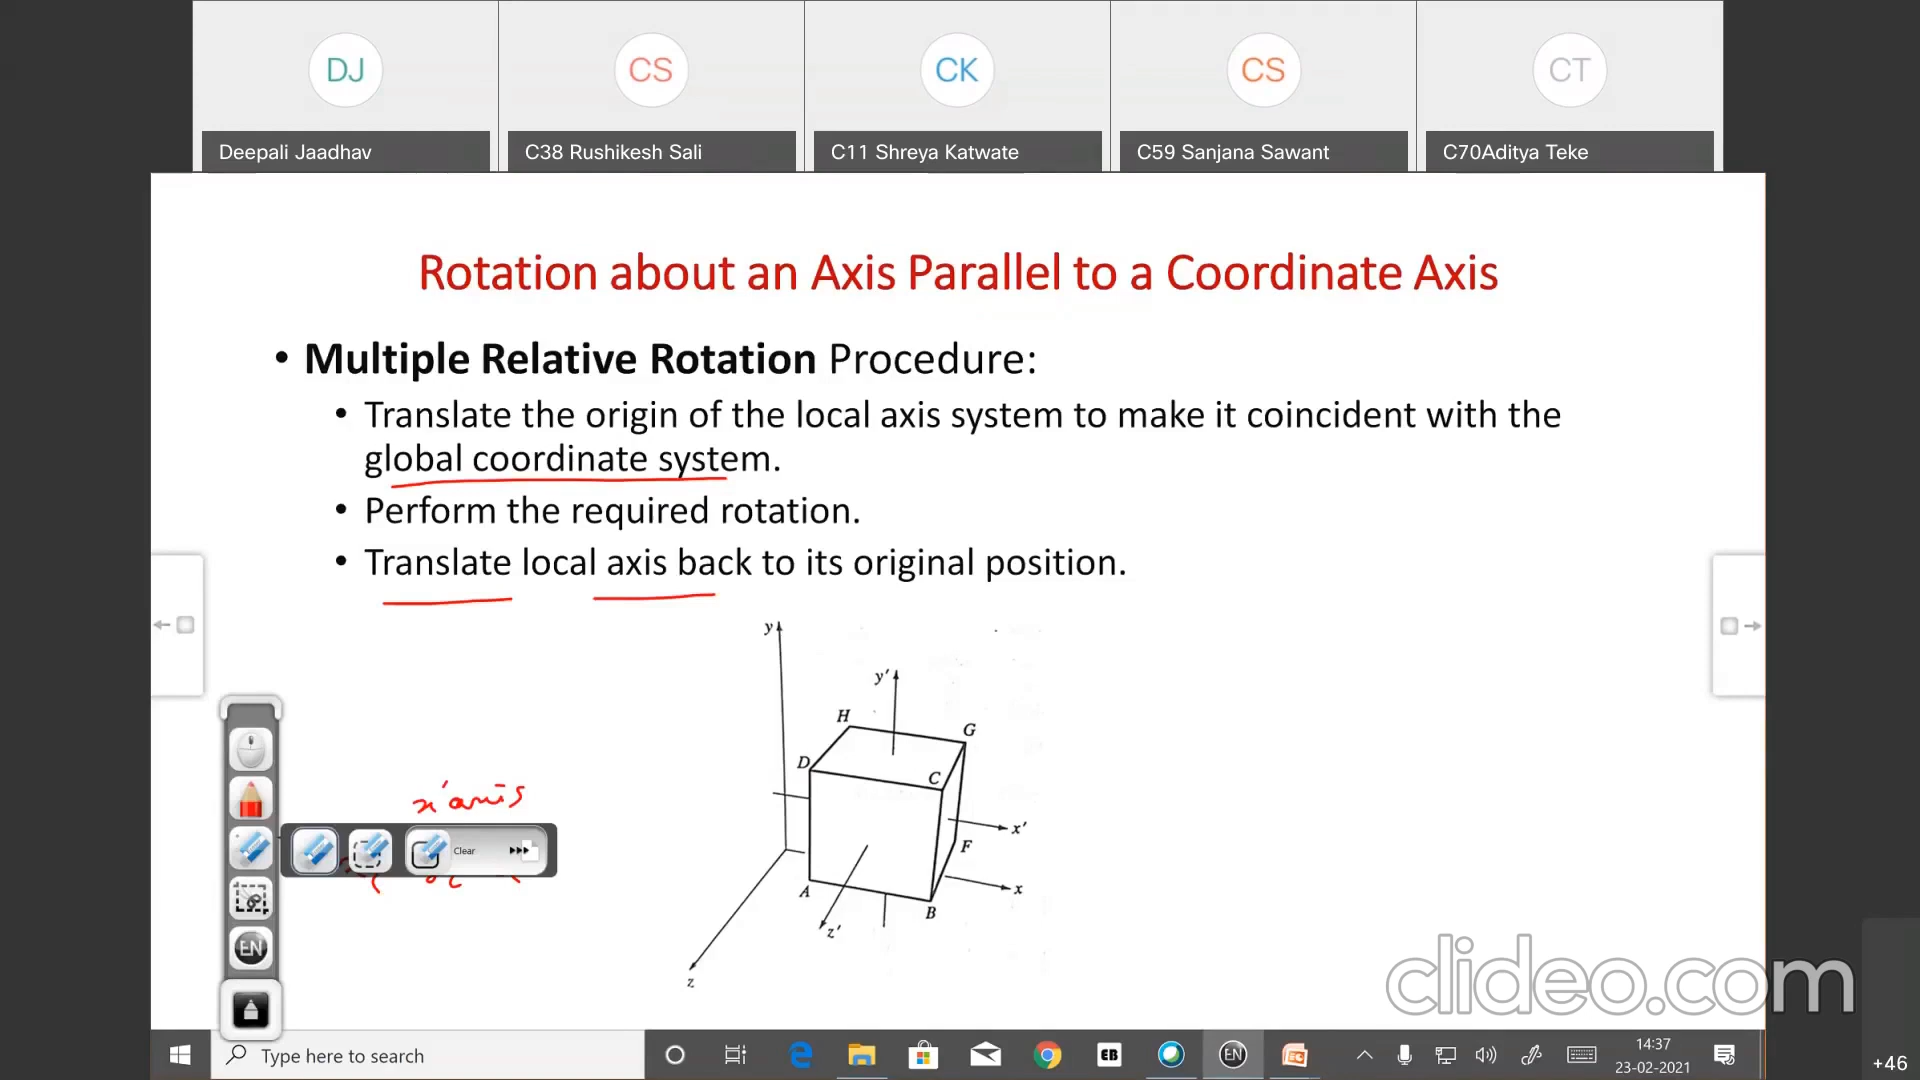 DJ
CS
CK
CS
CT
Deepali Jaadhav
C38 Rushikesh Sali
C11 Shreya Katwate
C59 Sanjana Sawant
C70Aditya Teke
Rotation about an Axis Parallel to a Coordinate Axis
• Multiple Relative Rotation Procedure:
• Translate the origin of the local axis system to make it coincident with the
global coordinate system.
• Perform the required rotation.
• Translate local axis back to its original position.
y
y'
H
G
D
C
x'
F
A
x
B
z'
z
x' axis
Clear
EN
clideo.com
Type here to search
EB
EN
14:37
23-02-2021
+46